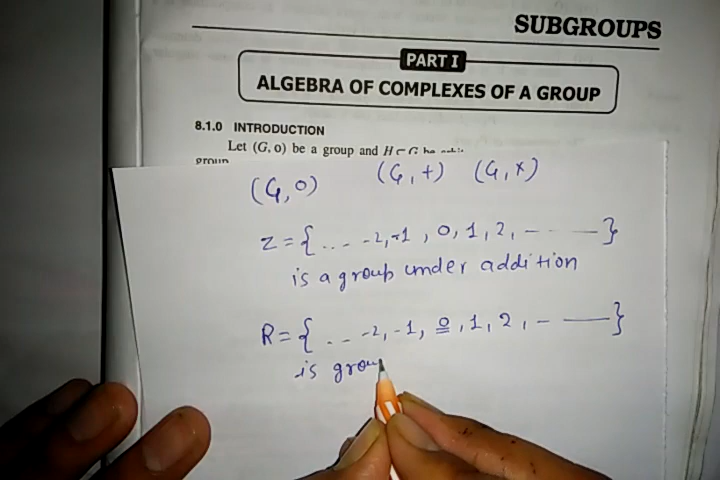 SUBGROUPS
PART I
ALGEBRA OF COMPLEXES OF A GROUP
8.1.0 INTRODUCTION
Let (G, o) be a group and H ⊂ G be
group
(G, o) (G, +) (G, ×)
Z = { ... -2, -1, 0, 1, 2, - - - — }
is a group under addition
R = { .. -2, -1, 0, 1, 2, - — }
is grou